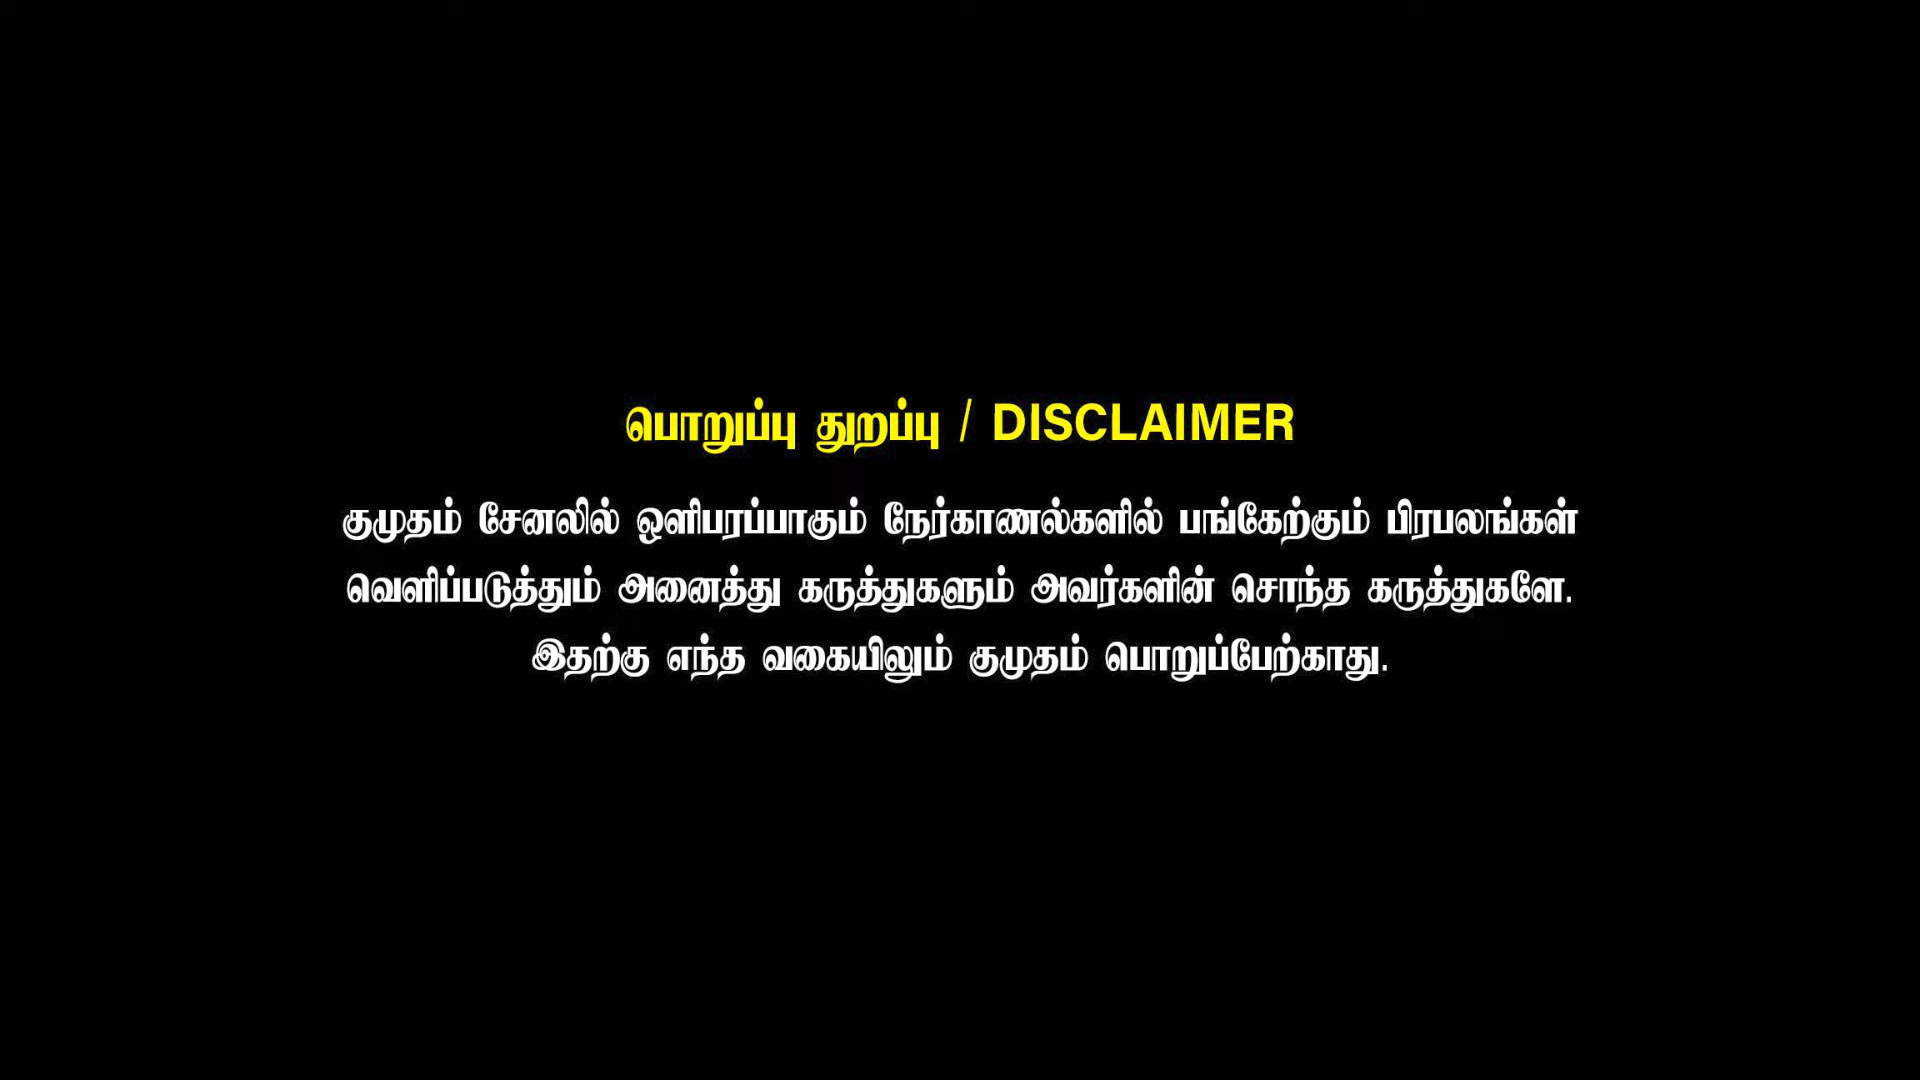 பொறுப்பு துறப்பு / DISCLAIMER
குமுதம் சேனலில் ஒளிபரப்பாகும் நேர்காணல்களில் பங்கேற்கும் பிரபலங்கள்
வெளிப்படுத்தும் அனைத்து கருத்துகளும் அவர்களின் சொந்த கருத்துகளே.
இதற்கு எந்த வகையிலும் குமுதம் பொறுப்பேற்காது.